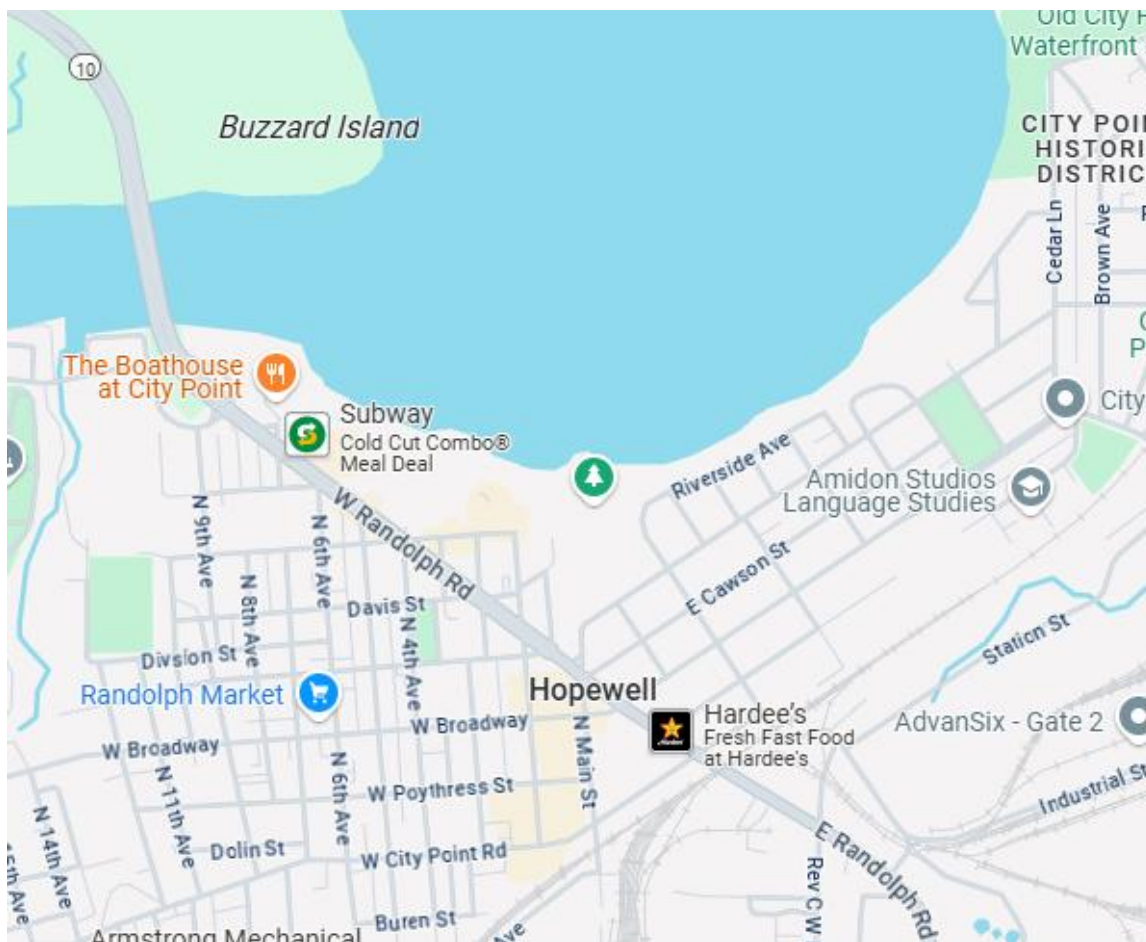 Old City P
Waterfront
10
Buzzard Island
CITY POI
HISTORI
DISTRIC
Cedar Ln
Brown Ave
The Boathouse
at City Point
Subway
Cold Cut Combo®
Meal Deal
City
Riverside Ave
Amidon Studios
Language Studies
N 9th Ave
N 6th Ave
W Randolph Rd
E Cawson St
N 8th Ave
Davis St
N 4th Ave
Station St
Divsion St
Randolph Market
Hopewell
Hardee's
Fresh Fast Food
at Hardee's
AdvanSix - Gate 2
W Broadway
W Broadway
N Main St
N 6th Ave
W Poythress St
Industrial St
N 11th Ave
N 14th Ave
15th Ave
Dolin St
W City Point Rd
E Randolph Rd
Rev C W
Buren St
Ave
Armstrong Mechanical